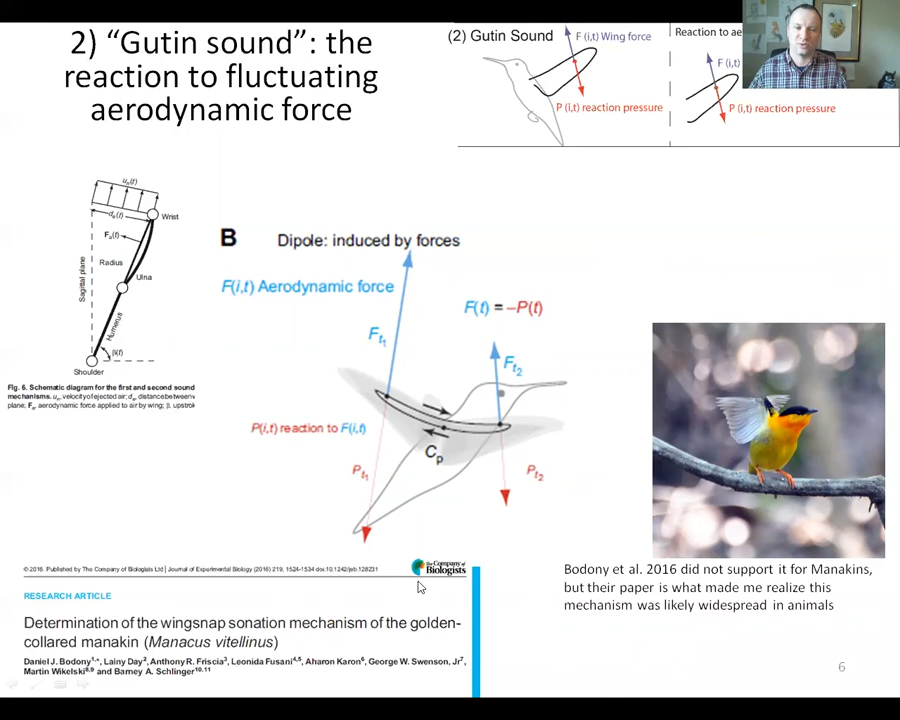 2) “Gutin sound”: the
reaction to fluctuating
aerodynamic force
(2) Gutin Sound
F (i,t) Wing force
P (i,t) reaction pressure
Reaction to ae
F (i,t)
P (i,t) reaction pressure
Wrist
Radius
Ulna
Sagittal plane
Humerus
Shoulder
Fig. 6. Schematic diagram for the first and second sound
mechanisms. velocity of ejected air; distance between
plane; aerodynamic force applied to air by wing; β, upstrok
B
Dipole: induced by forces
F(i,t) Aerodynamic force
F(t) = –P(t)
Ft1
Ft2
P(i,t) reaction to F(i,t)
Cp
Pt1
Pt2
© 2016. Published by The Company of Biologists Ltd | Journal of Experimental Biology (2016) 219, 1524-1534 doi:10.1242/jeb.128231
The Company of
Biologists
RESEARCH ARTICLE
Determination of the wingsnap sonation mechanism of the golden-
collared manakin (Manacus vitellinus)
Daniel J. Bodony1,*, Lainy Day2, Anthony R. Friscia3, Leonida Fusani4,5, Aharon Karon6, George W. Swenson, Jr7,
Martin Wikelski8,9 and Barney A. Schlinger10,11
Bodony et al. 2016 did not support it for Manakins,
but their paper is what made me realize this
mechanism was likely widespread in animals
6